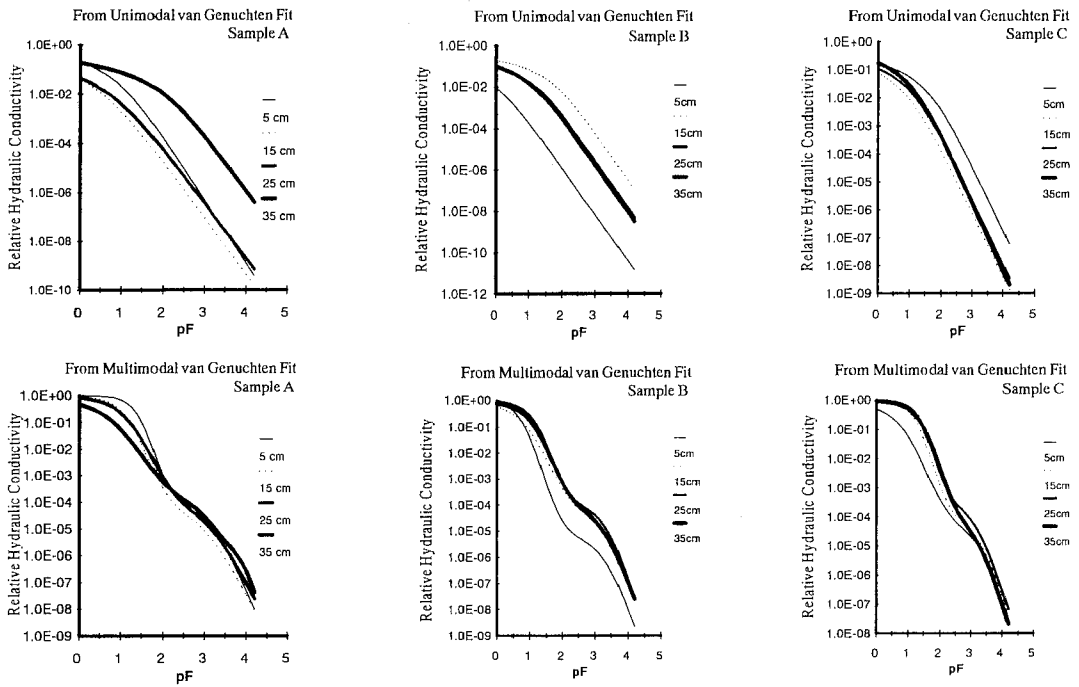 From Unimodal van Genuchten Fit
Sample A
Relative Hydraulic Conductivity
1.0E+00
1.0E-02
1.0E-04
1.0E-06
1.0E-08
1.0E-10
0 1 2 3 4 5
pF
5 cm
15 cm
25 cm
35 cm
From Unimodal van Genuchten Fit
Sample B
Relative Hydraulic Conductivity
1.0E+00
1.0E-02
1.0E-04
1.0E-06
1.0E-08
1.0E-10
1.0E-12
0 1 2 3 4 5
pF
5cm
15cm
25cm
35cm
From Unimodal van Genuchten Fit
Sample C
Relative Hydraulic Conductivity
1.0E+00
1.0E-01
1.0E-02
1.0E-03
1.0E-04
1.0E-05
1.0E-06
1.0E-07
1.0E-08
1.0E-09
0 1 2 3 4 5
pF
5cm
15cm
25cm
35cm
From Multimodal van Genuchten Fit
Sample A
Relative Hydraulic Conductivity
1.0E+00
1.0E-01
1.0E-02
1.0E-03
1.0E-04
1.0E-05
1.0E-06
1.0E-07
1.0E-08
1.0E-09
0 1 2 3 4 5
pF
5 cm
15 cm
25 cm
35 cm
From Multimodal van Genuchten Fit
Sample B
Relative Hydraulic Conductivity
1.0E+00
1.0E-01
1.0E-02
1.0E-03
1.0E-04
1.0E-05
1.0E-06
1.0E-07
1.0E-08
1.0E-09
0 1 2 3 4 5
pF
5cm
15cm
25cm
35cm
From Multimodal van Genuchten Fit
Sample C
Relative Hydraulic Conductivity
1.0E+00
1.0E-01
1.0E-02
1.0E-03
1.0E-04
1.0E-05
1.0E-06
1.0E-07
1.0E-08
0 1 2 3 4 5
pF
5cm
15cm
25cm
35cm